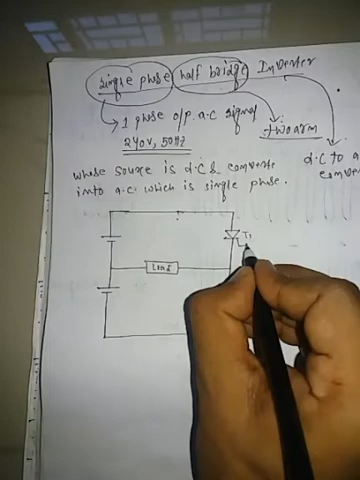 single phase half bridge Inverter
1 phase o/p a.c signal
240V, 50Hz
two arm
d.C to a
conver
whose source is d.C & converte
into a.c which is single phase.
T1
Load